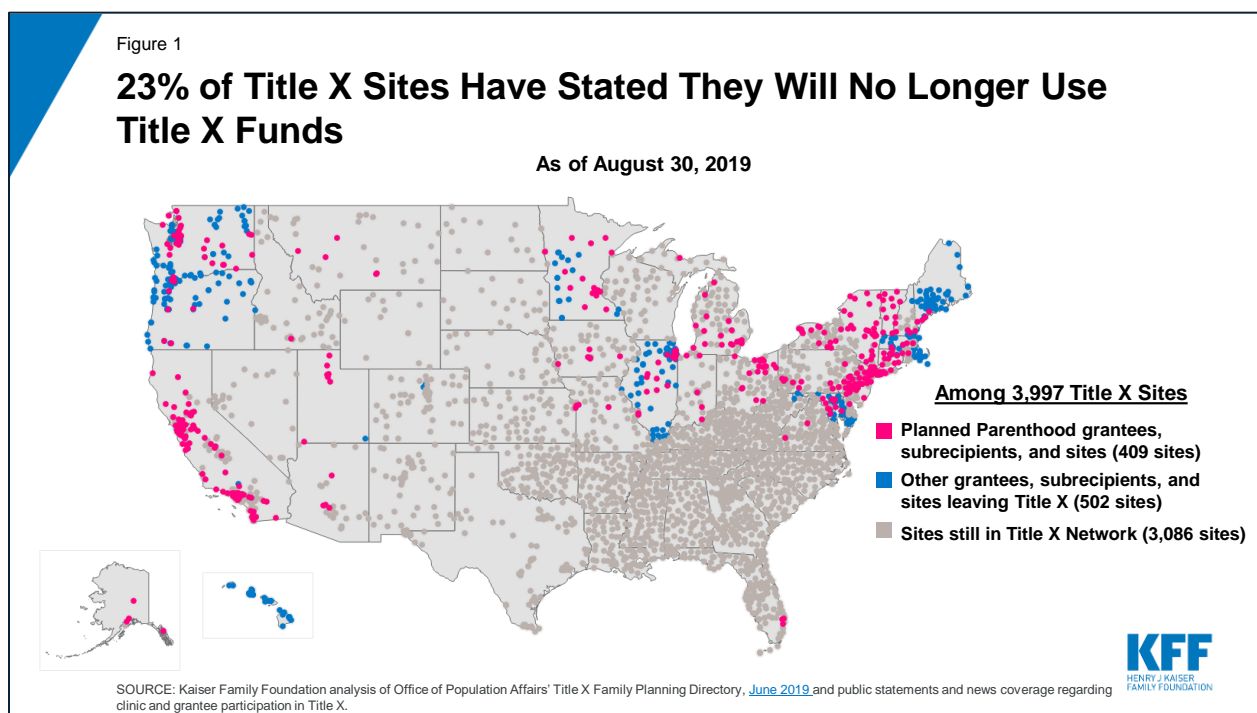 Figure 1
23% of Title X Sites Have Stated They Will No Longer Use
Title X Funds
As of August 30, 2019
Among 3,997 Title X Sites
Planned Parenthood grantees,
subrecipients, and sites (409 sites)
Other grantees, subrecipients, and
sites leaving Title X (502 sites)
Sites still in Title X Network (3,086 sites)
KFF
HENRY J KAISER
FAMILY FOUNDATION
SOURCE: Kaiser Family Foundation analysis of Office of Population Affairs' Title X Family Planning Directory, June 2019 and public statements and news coverage regarding
clinic and grantee participation in Title X.